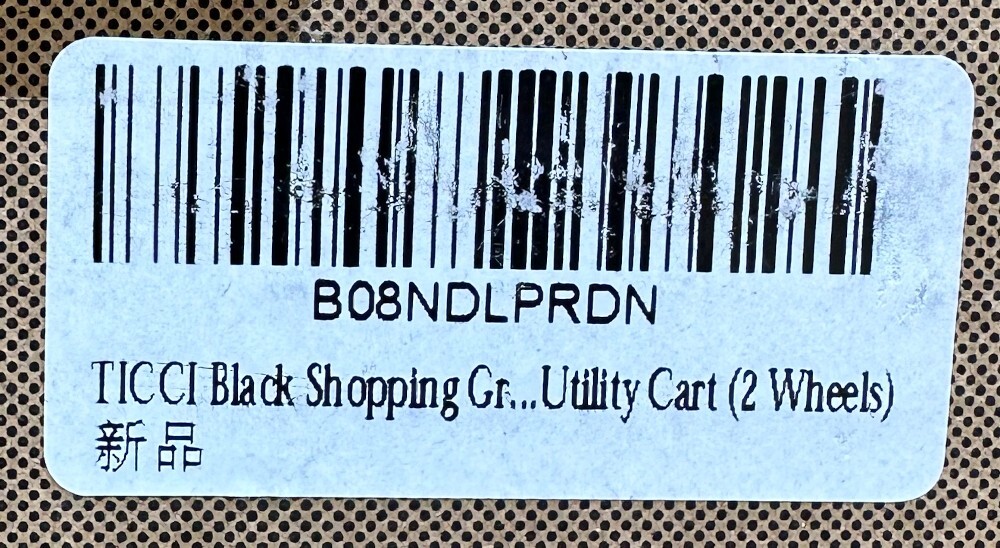 B08NDLPRDN
TICCI Black Shopping Gr...Utility Cart (2 Wheels)
新品